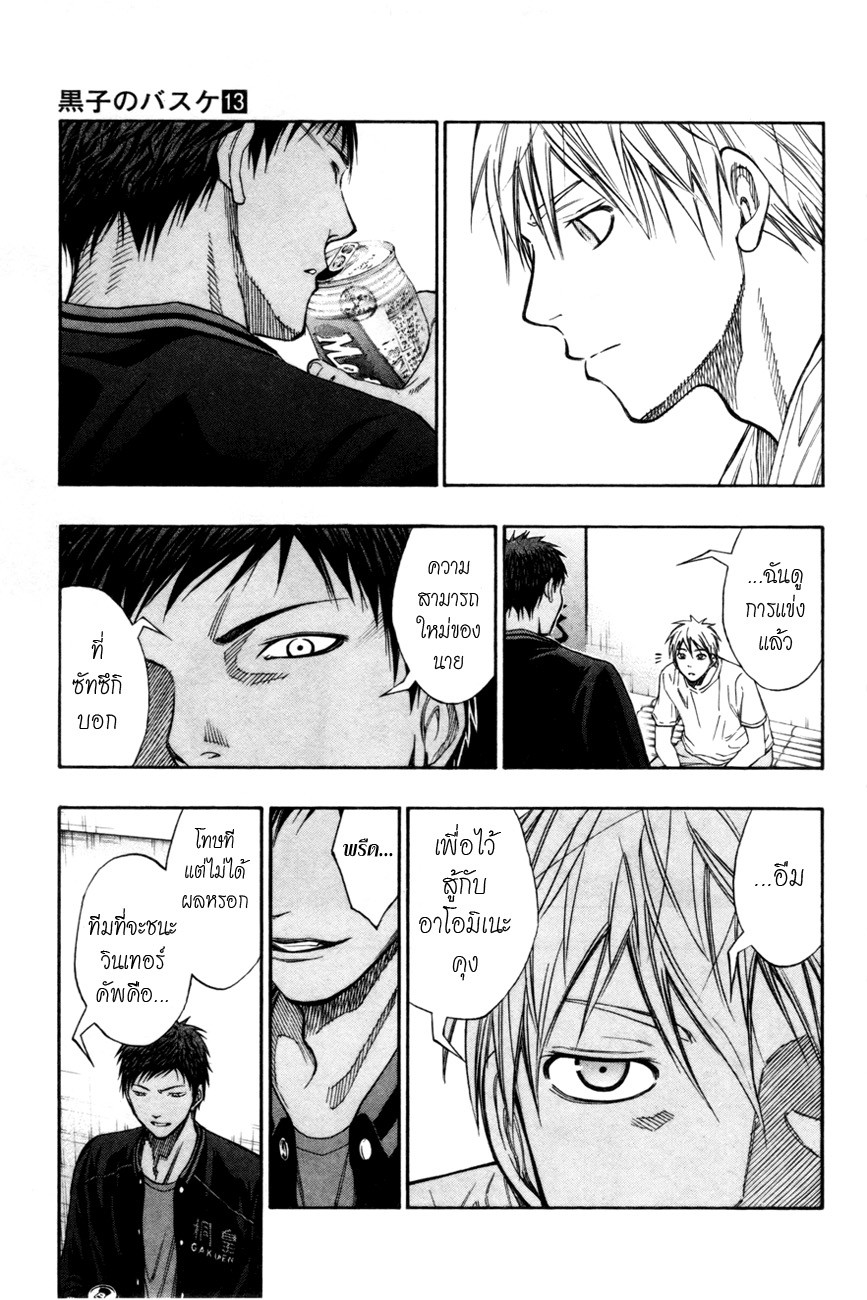 黒子のバスケ 13
...ฉันดู
การแข่ง
แล้ว
ความ
สามารถ
ใหม่ของ
นาย
ที่
ซัทซึกิ
บอก
...อืม
เพื่อไว้
สู้กับ
อาโอมิเนะ
คุง
พรืด...
โทษที
แต่ไม่ได้
ผลหรอก
ทีมที่จะชนะ
วินเทอร์
คัพคือ...
桐皇
GAKUEN